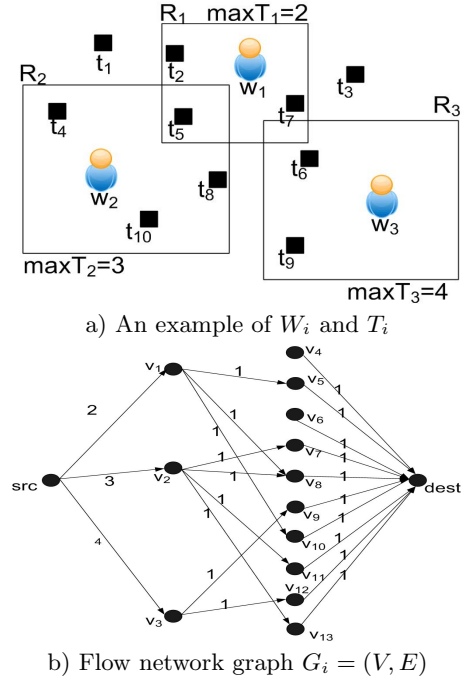 R₁ maxT₁=2
t₁
t₂
w₁
t₃
R₂
t₄
t₅
t₇
R₃
t₆
w₂
t₈
w₃
t₁₀
t₉
maxT₂=3
maxT₃=4
a) An example of Wᵢ and Tᵢ
v₄
v₁
1
1
v₅
2
1
1
v₆
1
1
v₇
1
1
src
3
v₂
1
v₈
1
dest
1
v₉
1
4
1
v₁₀
1
1
v₁₁
1
v₁₂
1
v₃
1
v₁₃
b) Flow network graph Gᵢ = (V, E)